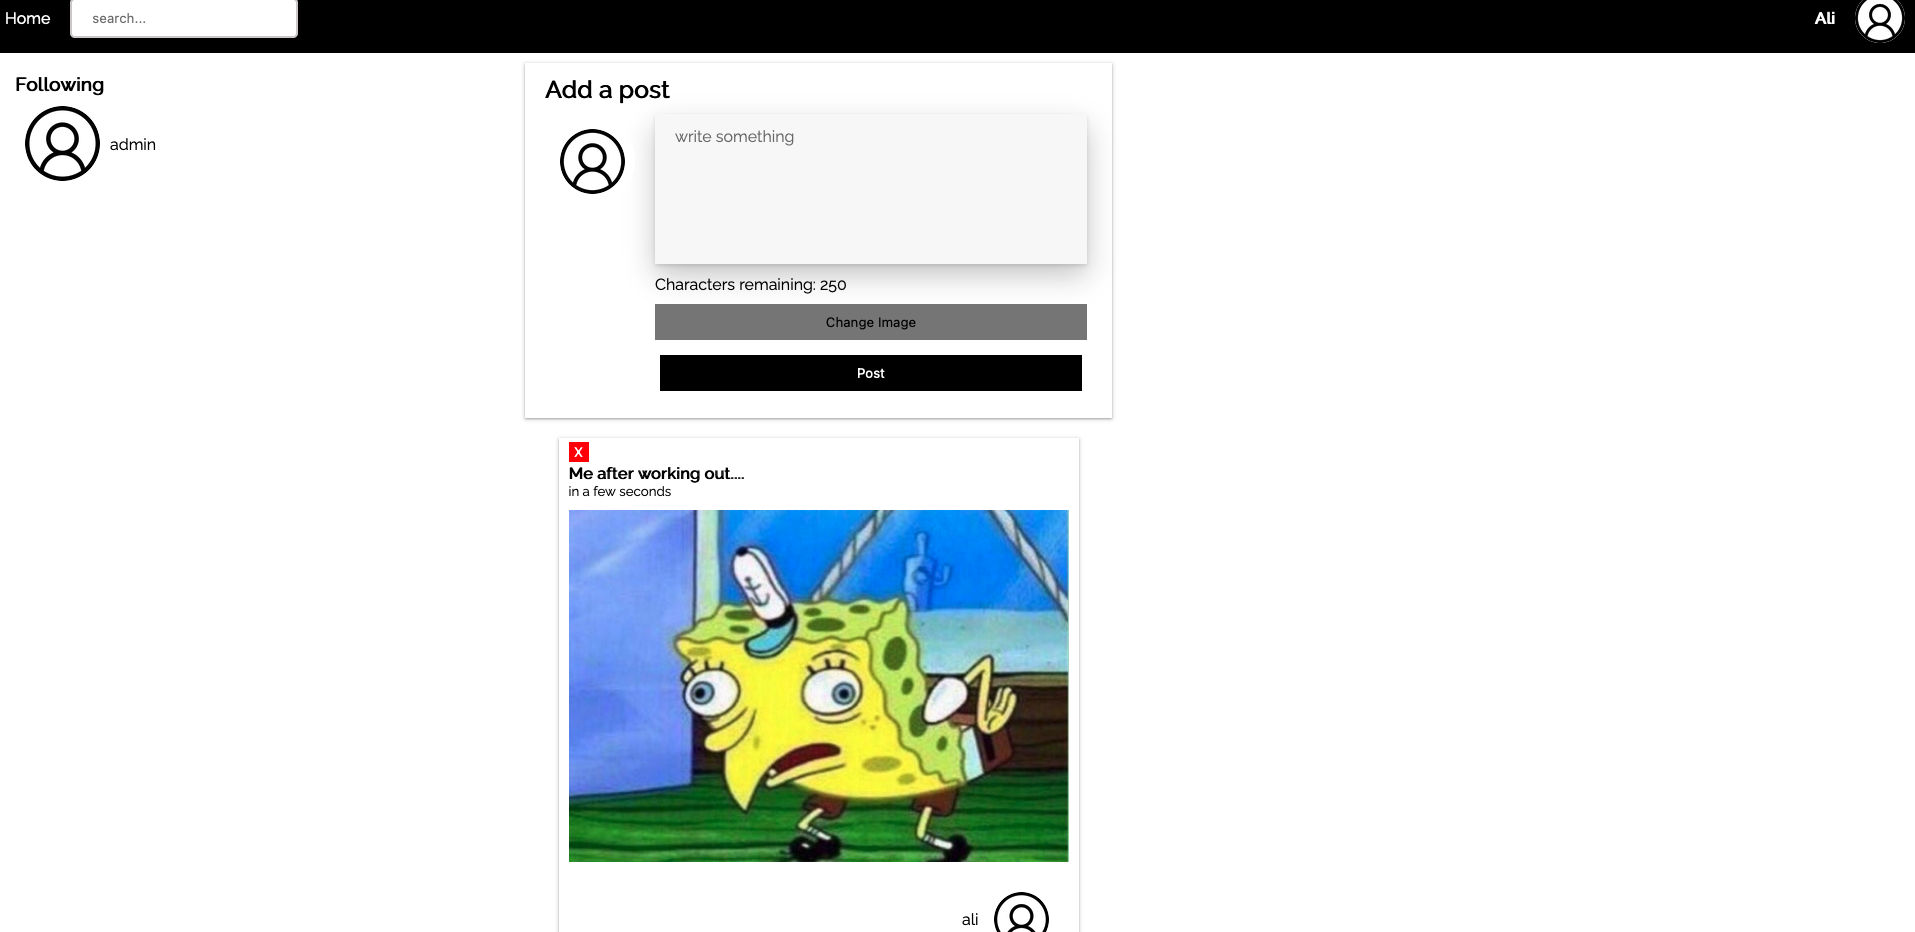 Home
search...
Ali
Following
admin
Add a post
write something
Characters remaining: 250
Change Image
Post
X
Me after working out....
in a few seconds
ali